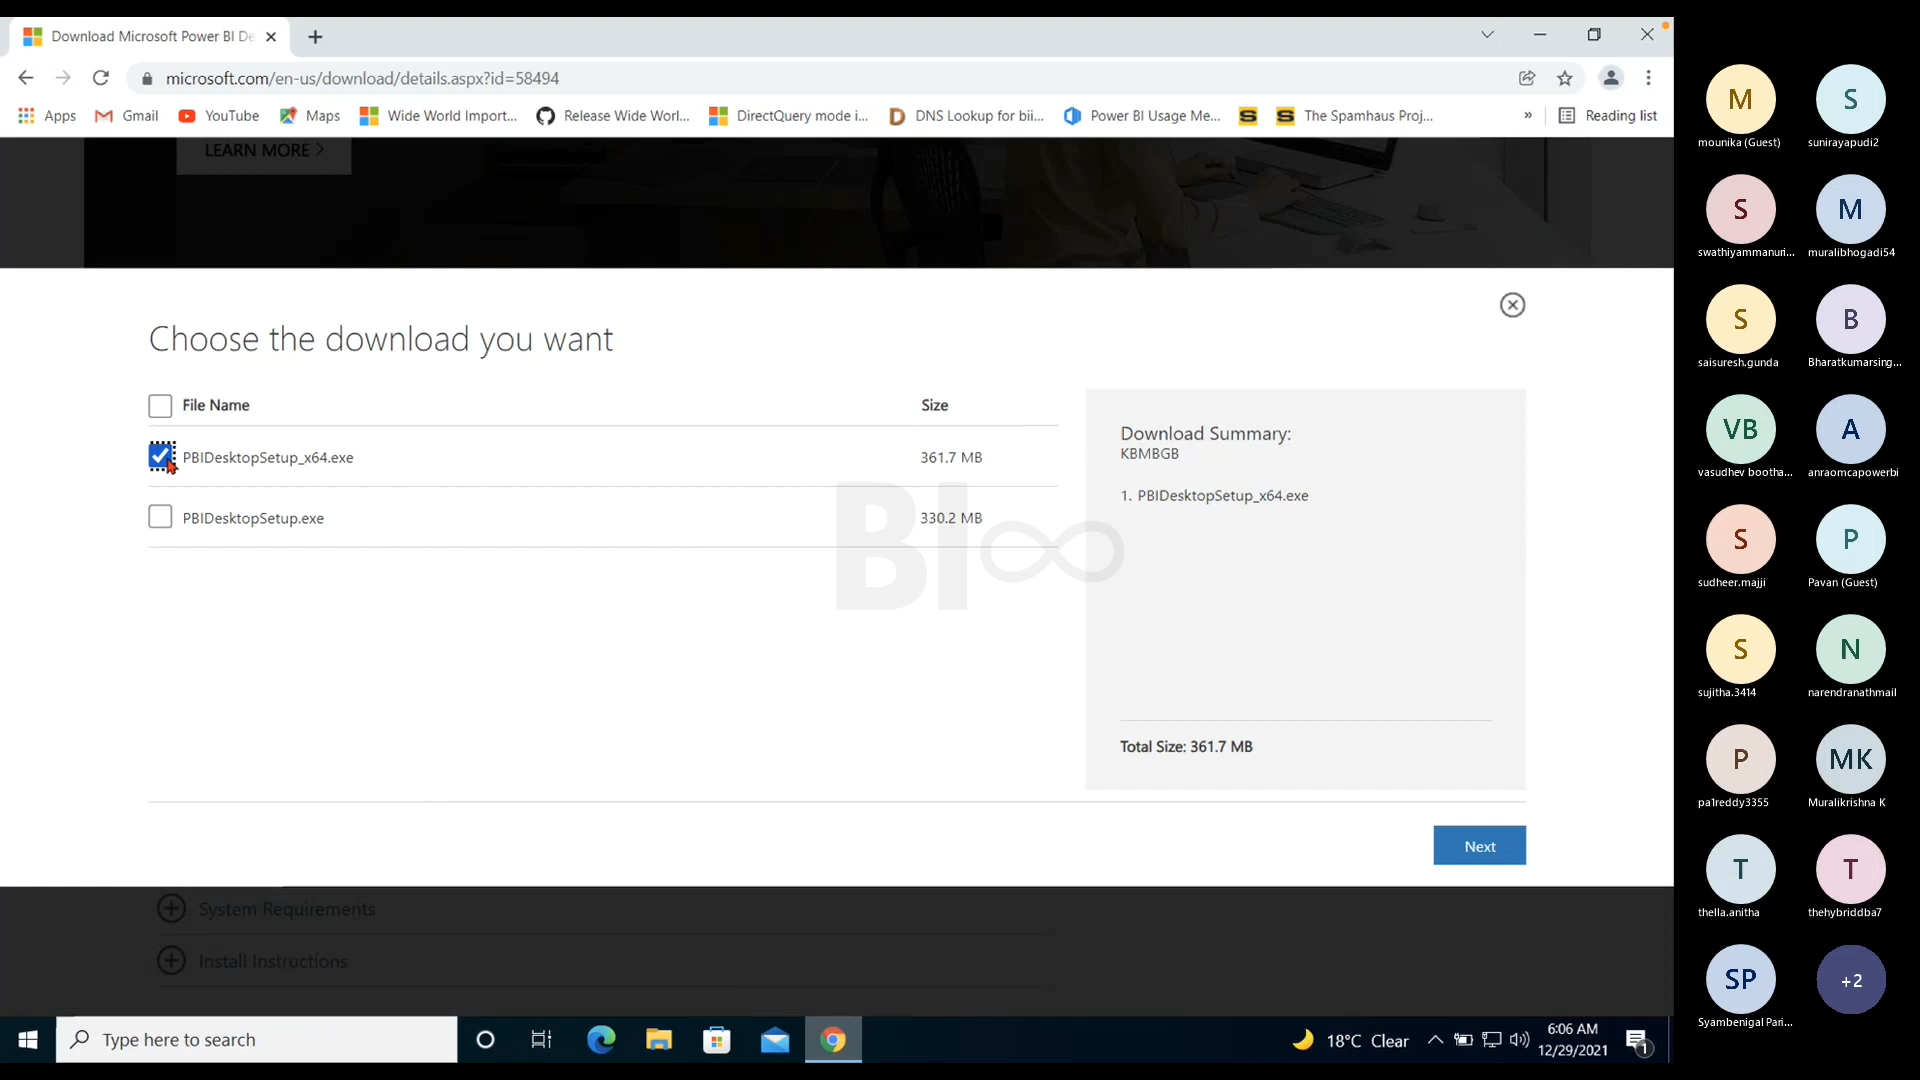 Download Microsoft Power BI De
microsoft.com/en-us/download/details.aspx?id=58494
Apps
Gmail
YouTube
Maps
Wide World Import...
Release Wide Worl...
DirectQuery mode i...
DNS Lookup for bii...
Power BI Usage Me...
The Spamhaus Proj...
»
Reading list
LEARN MORE >
Choose the download you want
File Name
Size
PBIDesktopSetup_x64.exe
361.7 MB
PBIDesktopSetup.exe
330.2 MB
BI∞
Download Summary:
KBMBGB
1. PBIDesktopSetup_x64.exe
Total Size: 361.7 MB
Next
System Requirements
Install Instructions
Type here to search
18°C Clear
6:06 AM
12/29/2021
1
M
mounika (Guest)
S
sunirayapudi2
S
swathiyammanuri...
M
muralibhogadi54
S
saisuresh.gunda
B
Bharatkumarsing...
VB
vasudhev bootha...
A
anraomcapowerbi
S
sudheer.majji
P
Pavan (Guest)
S
sujitha.3414
N
narendranathmail
P
pa1reddy3355
MK
Muralikrishna K
T
thella.anitha
T
thehybriddba7
SP
Syambenigal Pari...
+2